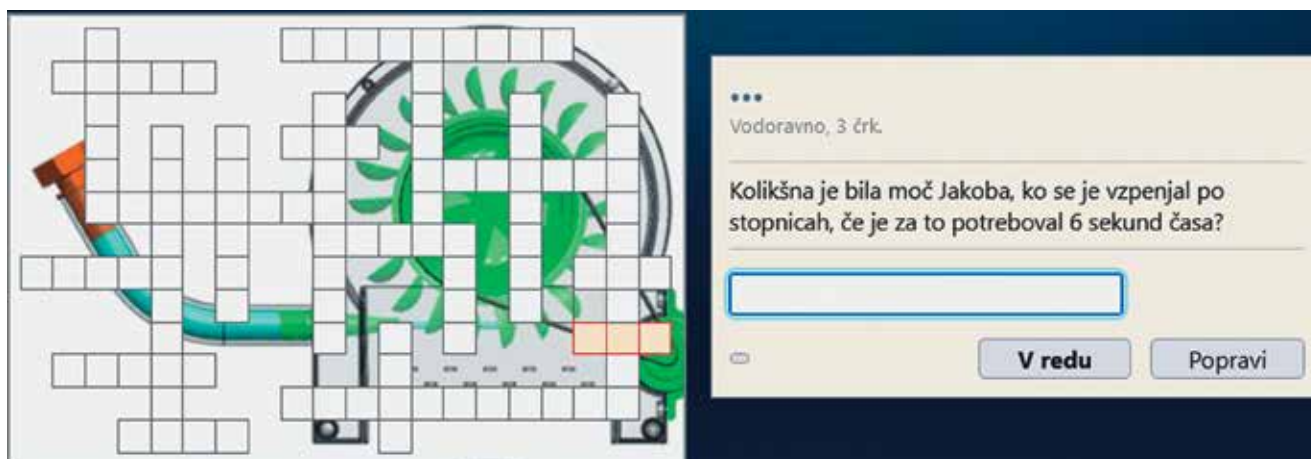 •••
Vodoravno, 3 črk.
Kolikšna je bila moč Jakoba, ko se je vzpenjal po
stopnicah, če je za to potreboval 6 sekund časa?
V redu
Popravi